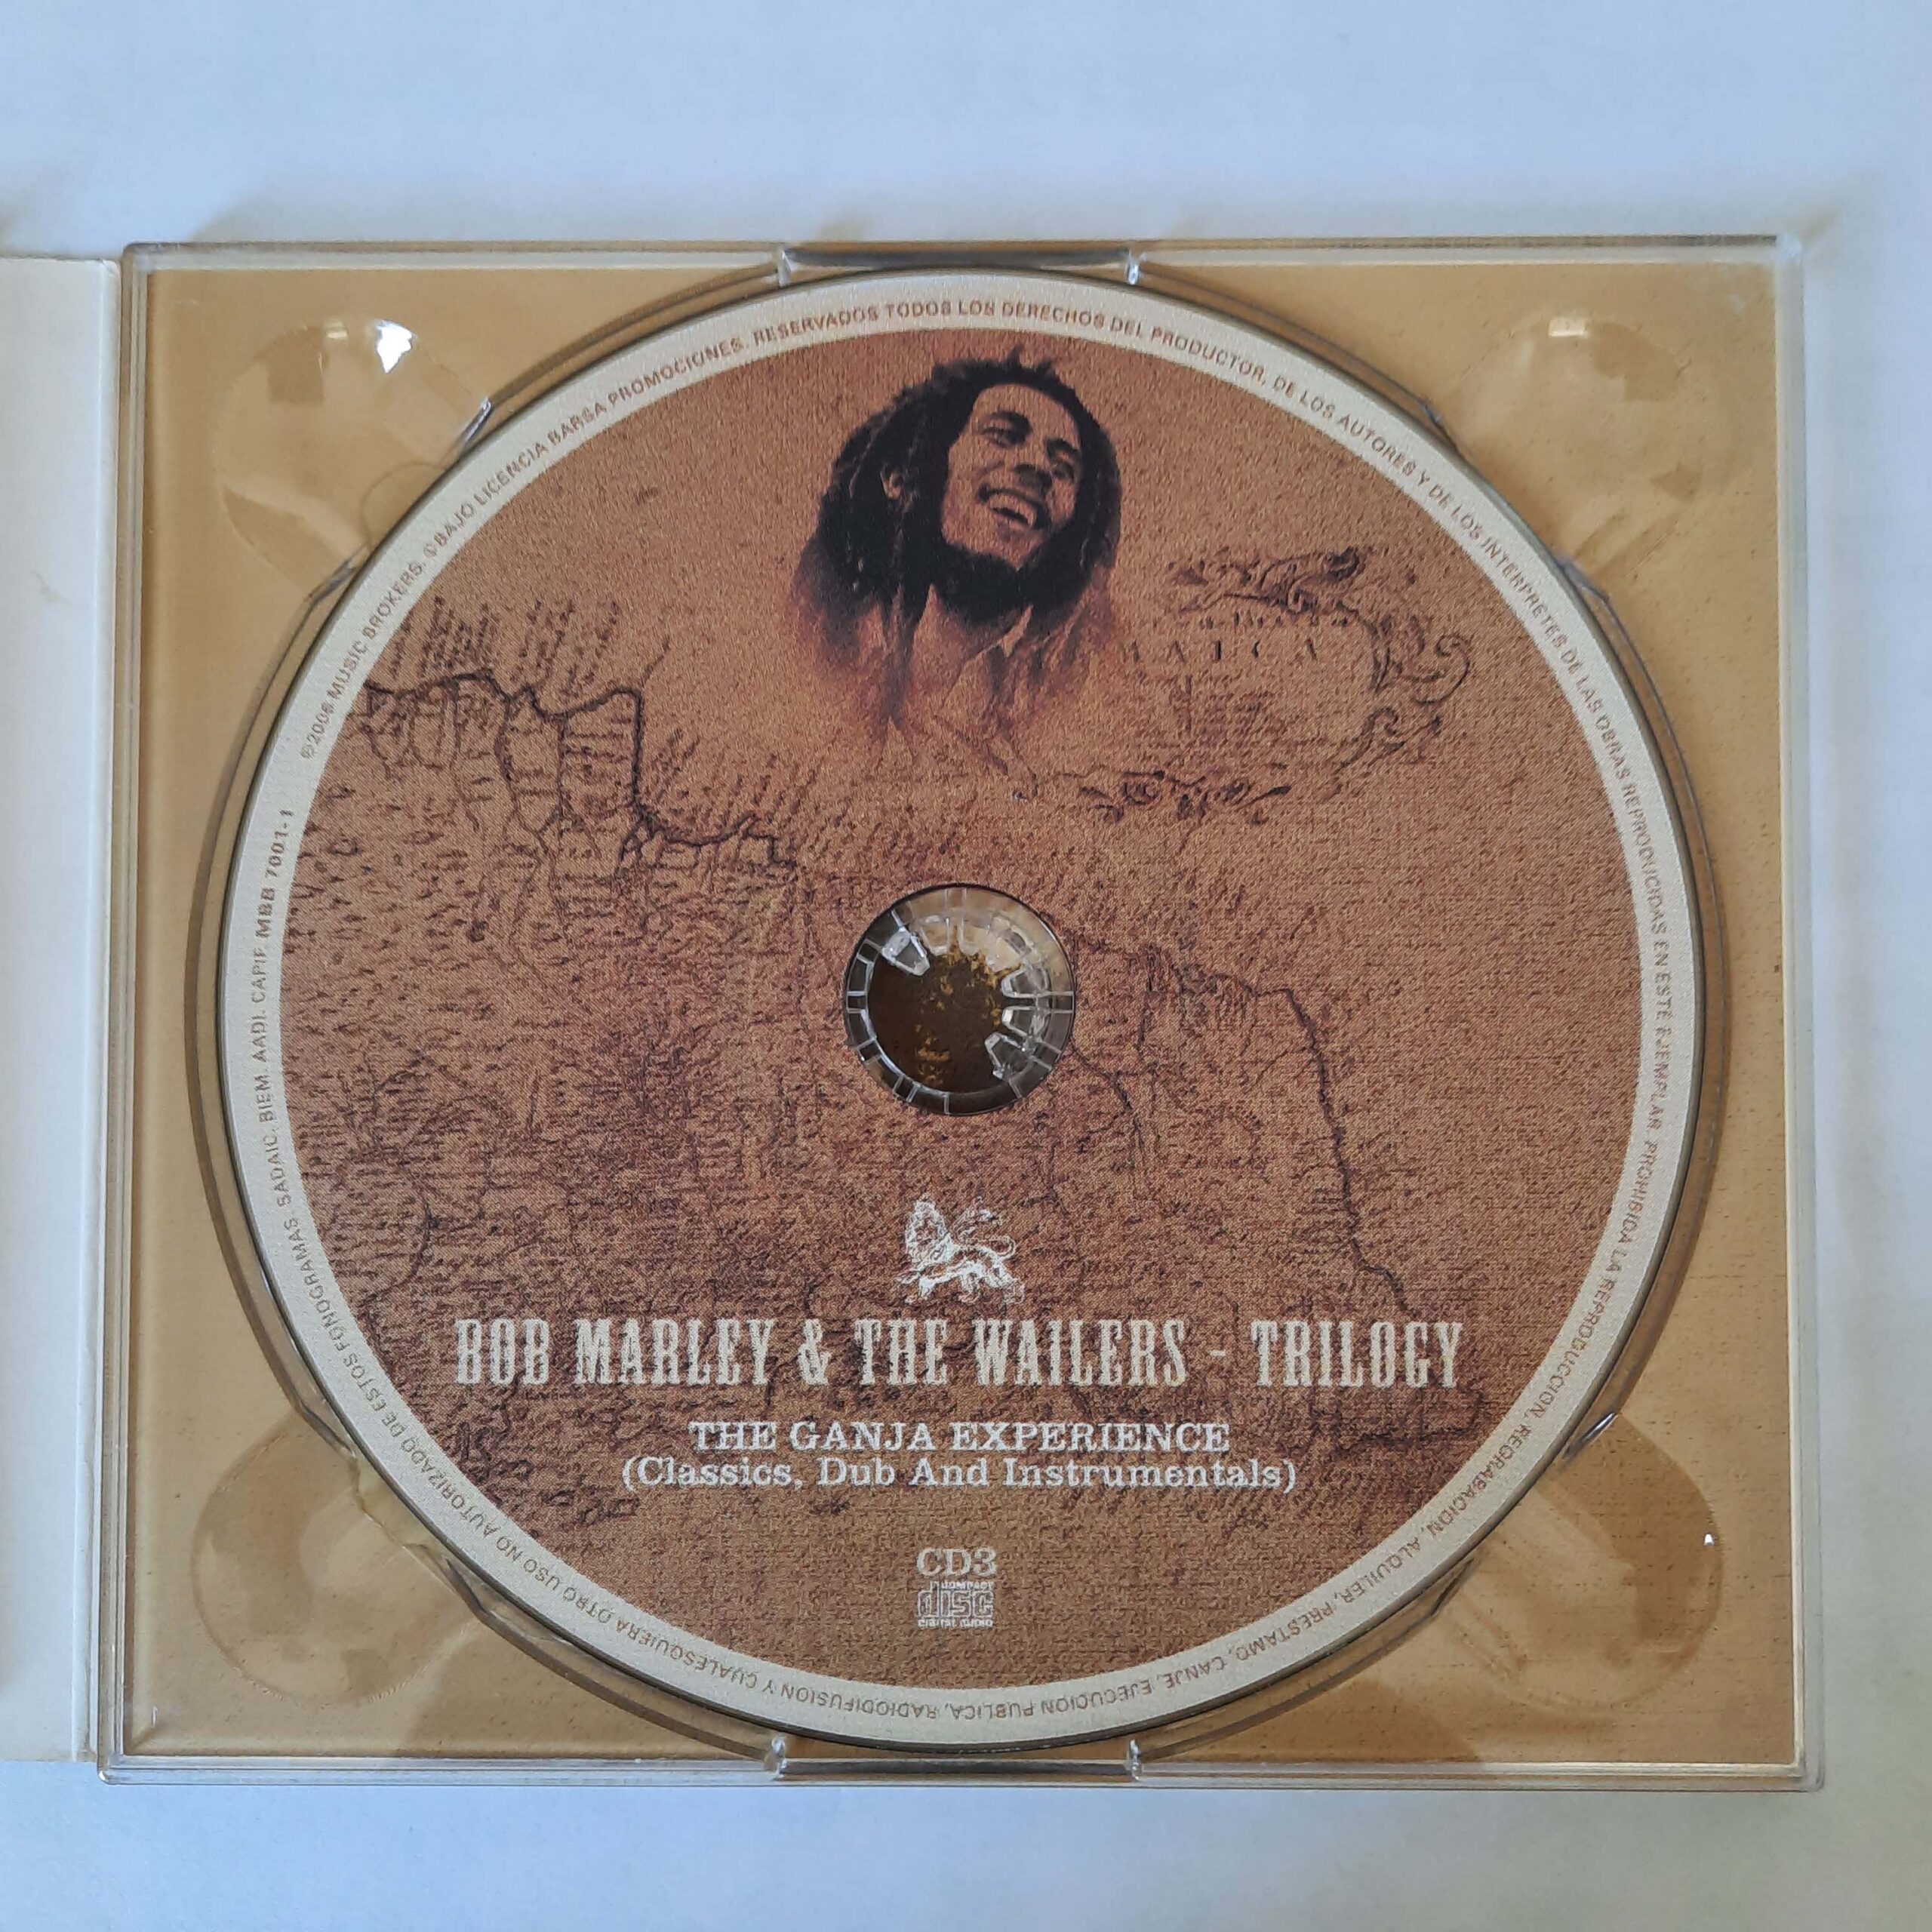 ℗2006 MUSIC BROKERS. ©BAJO LICENCIA BARSA PROMOCIONES. RESERVADOS TODOS LOS DERECHOS DEL PRODUCTOR, DE LOS AUTORES Y DE LOS INTERPRETES DE LAS OBRAS REPRODUCIDAS EN ESTE EJEMPLAR. PROHIBIDA LA REPRODUCCION, REGRABACION, ALQUILER, PRESTAMO, CANJE, EJECUCION PUBLICA, RADIODIFUSION Y CUALESQUIERA OTRO USO NO AUTORIZADO DE ESTOS FONOGRAMAS. SADAIC. BIEM. AADI. CAPIF MBB 7001-1
BOB MARLEY & THE WAILERS - TRILOGY
THE GANJA EXPERIENCE
(Classics, Dub And Instrumentals)
CD3
COMPACT
disc
DIGITAL AUDIO